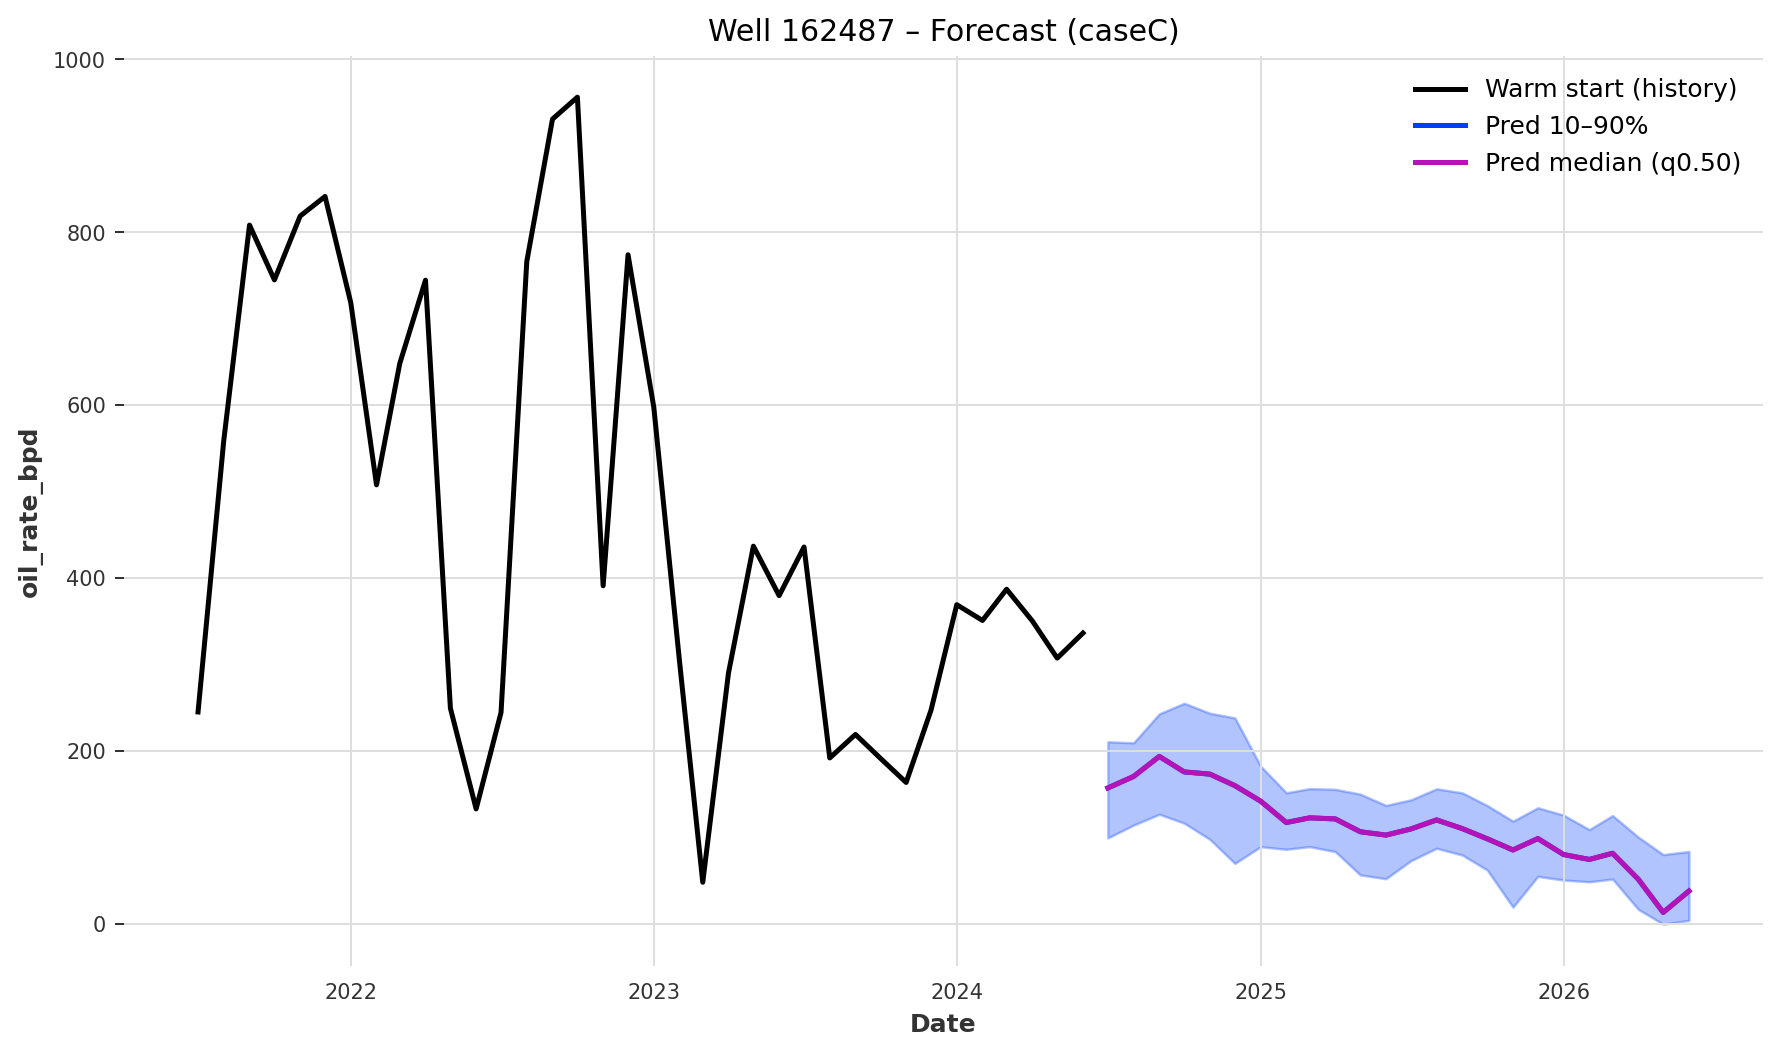 Well 162487 – Forecast (caseC)
Warm start (history)
Pred 10–90%
Pred median (q0.50)
oil_rate_bpd
1000
800
600
400
200
0
2022
2023
2024
2025
2026
Date